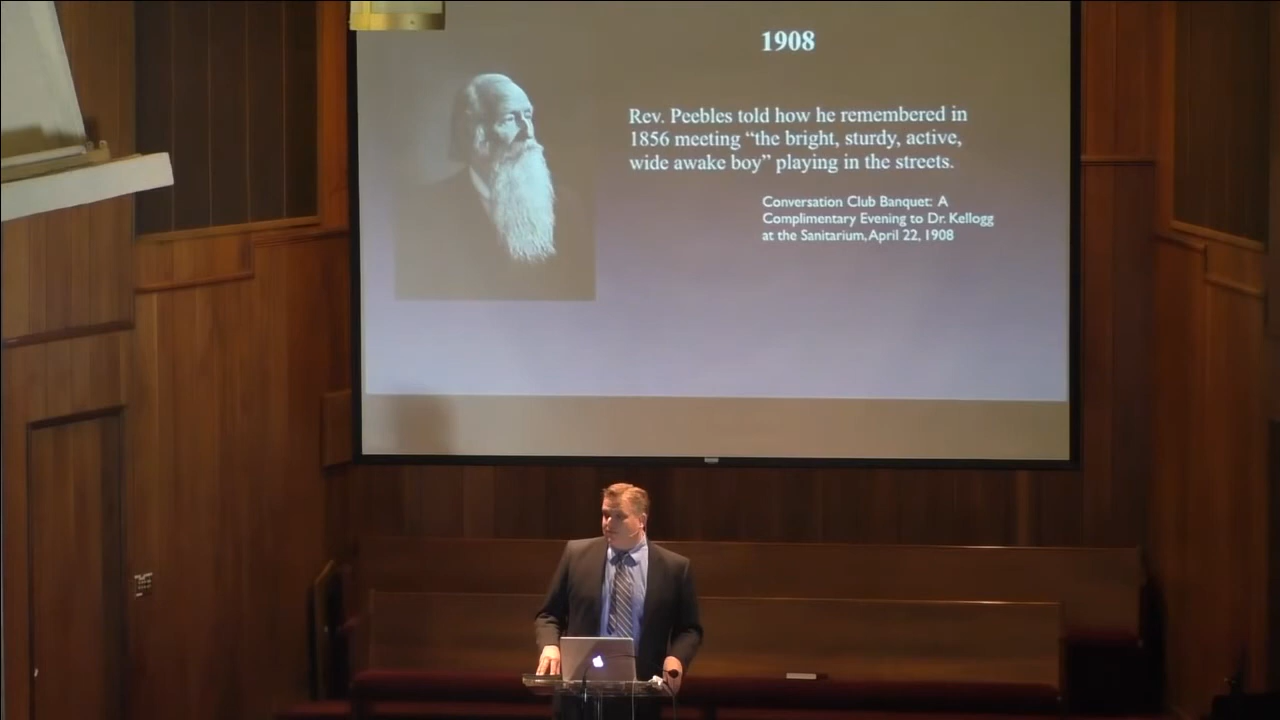 1908
Rev. Peebles told how he remembered in
1856 meeting “the bright, sturdy, active,
wide awake boy” playing in the streets.
Conversation Club Banquet: A
Complimentary Evening to Dr. Kellogg
at the Sanitarium, April 22, 1908